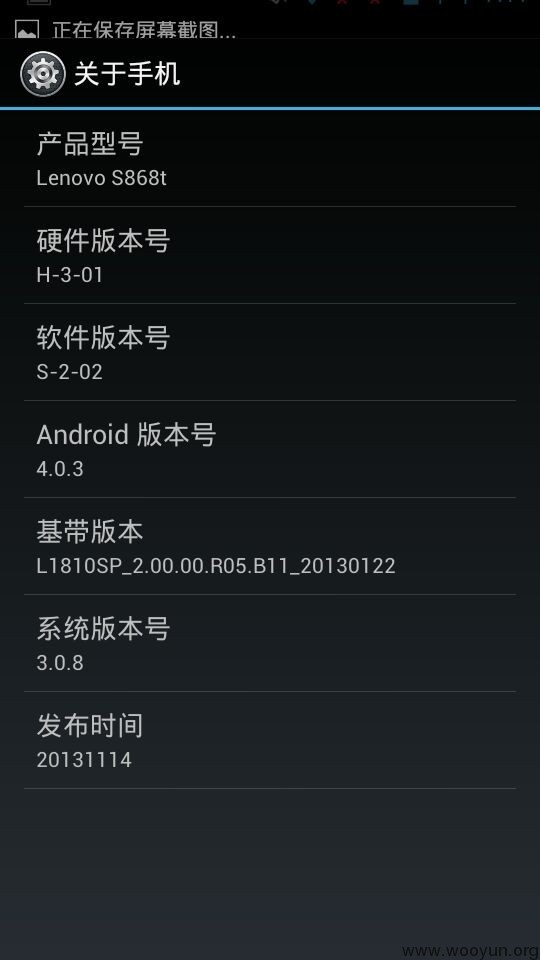 正在保存屏幕截图...
关于手机
产品型号
Lenovo S868t
硬件版本号
H-3-01
软件版本号
S-2-02
Android 版本号
4.0.3
基带版本
L1810SP_2.00.00.R05.B11_20130122
系统版本号
3.0.8
发布时间
20131114
www.wooyun.org